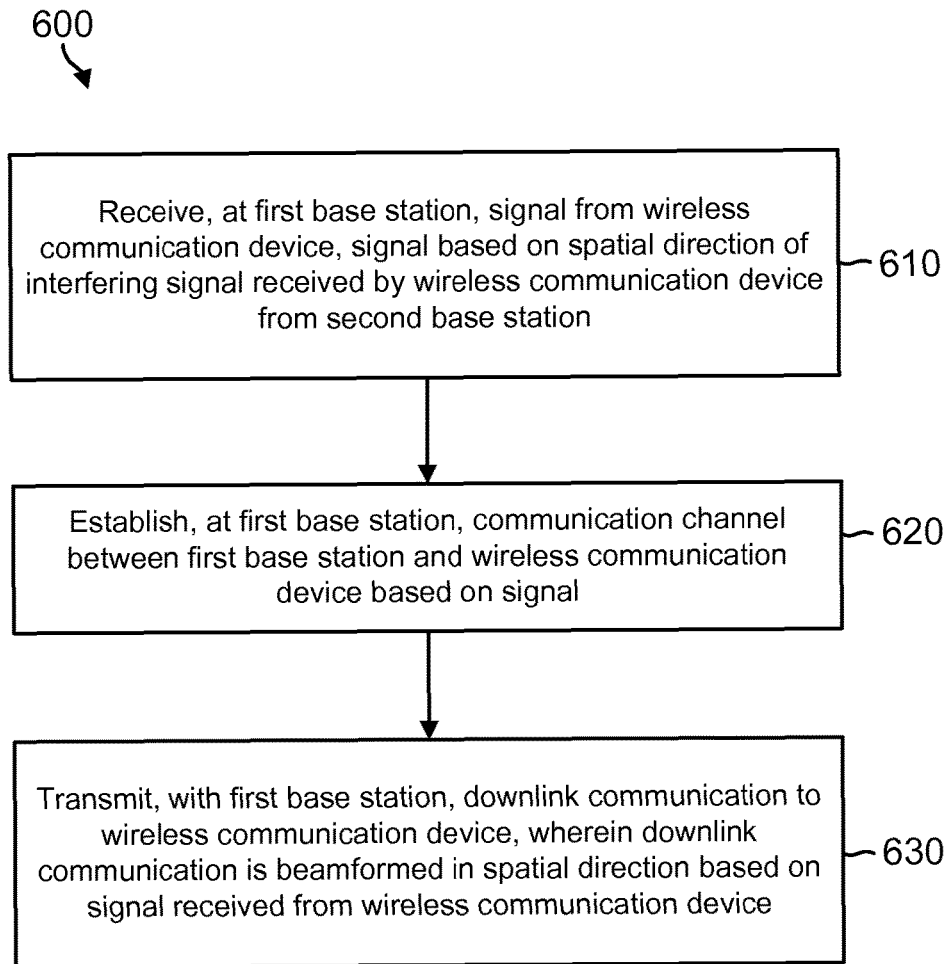 600
Receive, at first base station, signal from wireless
communication device, signal based on spatial direction of
interfering signal received by wireless communication device
from second base station
610
Establish, at first base station, communication channel
between first base station and wireless communication
device based on signal
620
Transmit, with first base station, downlink communication to
wireless communication device, wherein downlink
communication is beamformed in spatial direction based on
signal received from wireless communication device
630